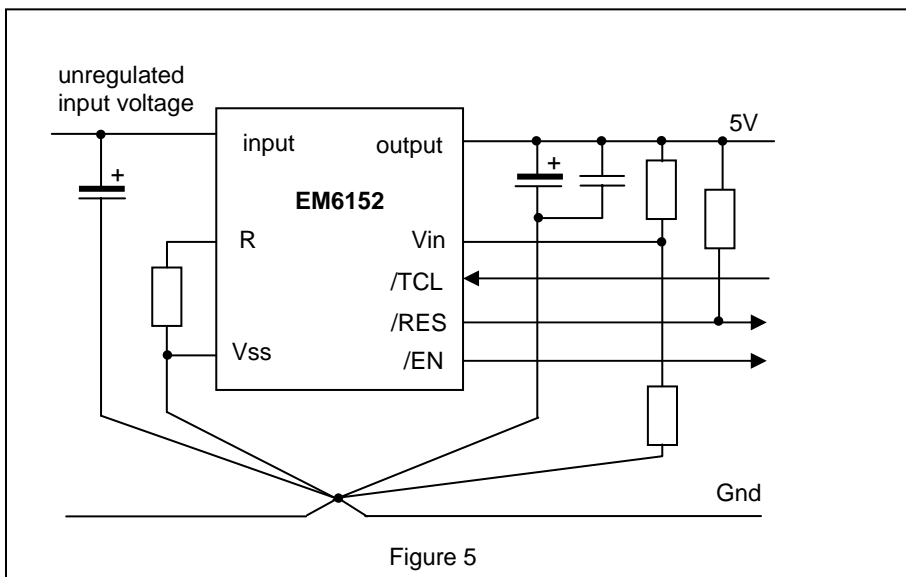 unregulated
input voltage
5V
input
output
+
+
EM6152
R
Vin
/TCL
/RES
Vss
/EN
Gnd
Figure 5